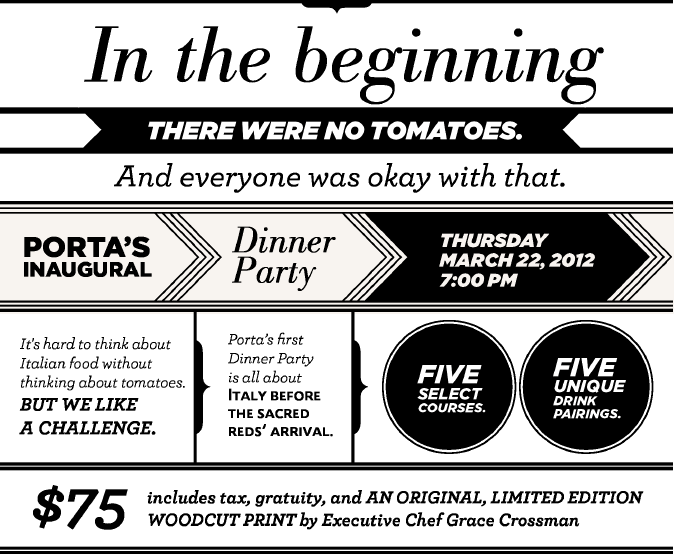 In the beginning
THERE WERE NO TOMATOES.
And everyone was okay with that.
PORTA'S
INAUGURAL
Dinner
Party
THURSDAY
MARCH 22, 2012
7:00 PM
It's hard to think about
Italian food without
thinking about tomatoes.
BUT WE LIKE
A CHALLENGE.
Porta's first
Dinner Party
is all about
ITALY BEFORE
THE SACRED
REDS' ARRIVAL.
FIVE
SELECT
COURSES.
FIVE
UNIQUE
DRINK
PAIRINGS.
$75
includes tax, gratuity, and AN ORIGINAL, LIMITED EDITION
WOODCUT PRINT by Executive Chef Grace Crossman